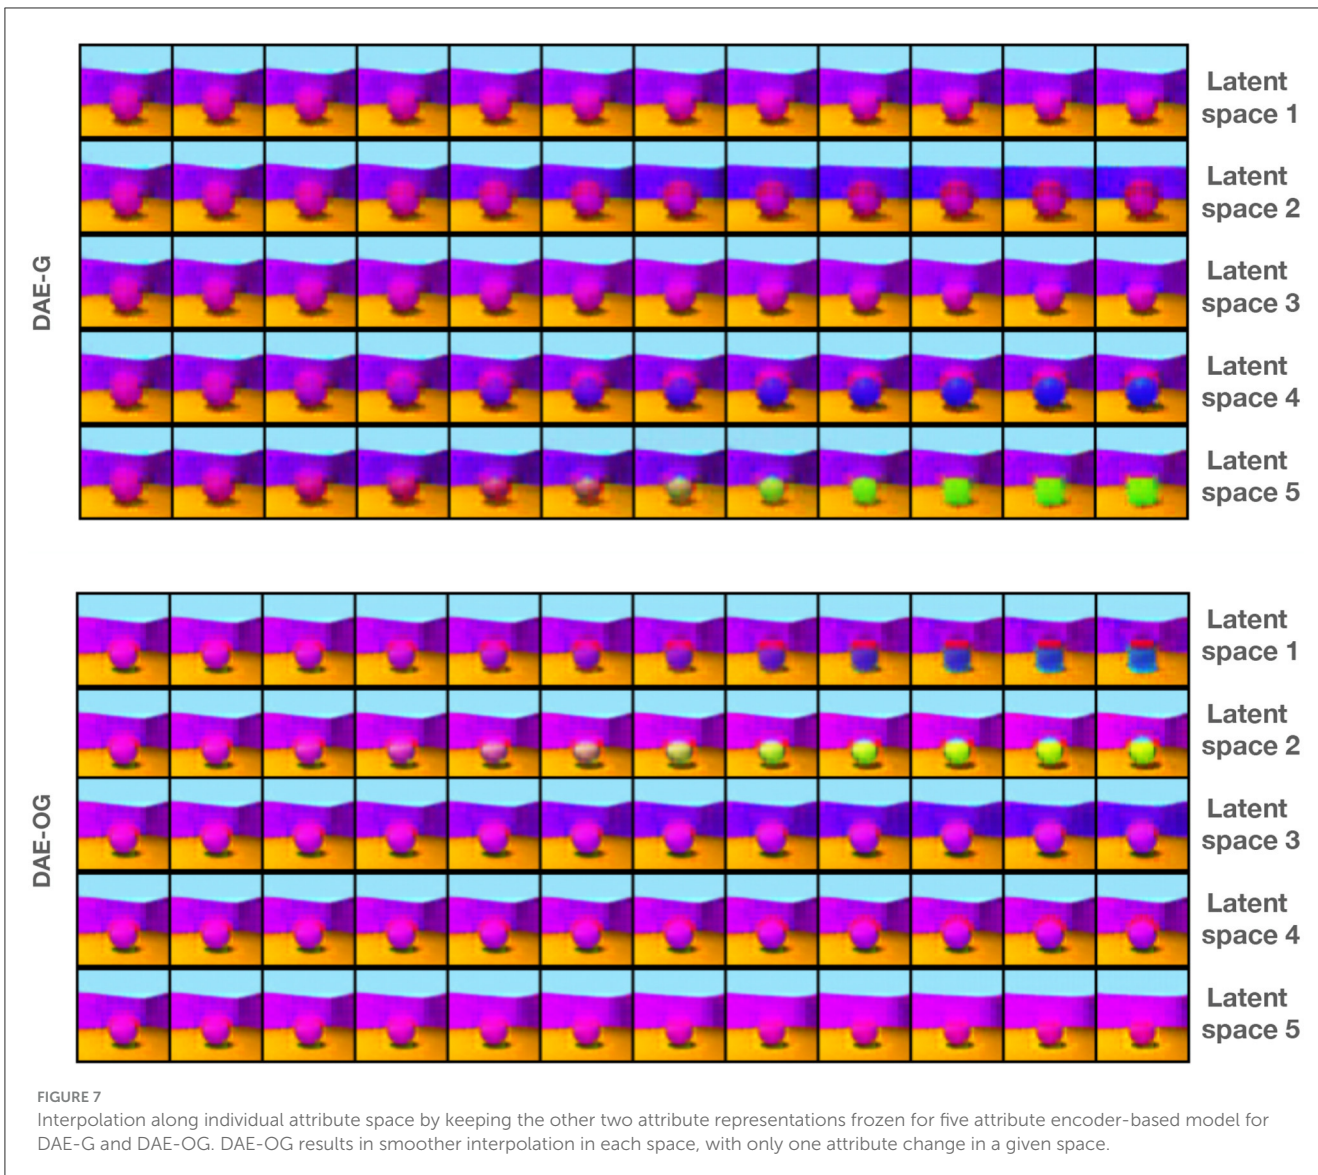 DAE-G
Latent
space 1
Latent
space 2
Latent
space 3
Latent
space 4
Latent
space 5
DAE-OG
Latent
space 1
Latent
space 2
Latent
space 3
Latent
space 4
Latent
space 5
FIGURE 7
Interpolation along individual attribute space by keeping the other two attribute representations frozen for five attribute encoder-based model for
DAE-G and DAE-OG. DAE-OG results in smoother interpolation in each space, with only one attribute change in a given space.